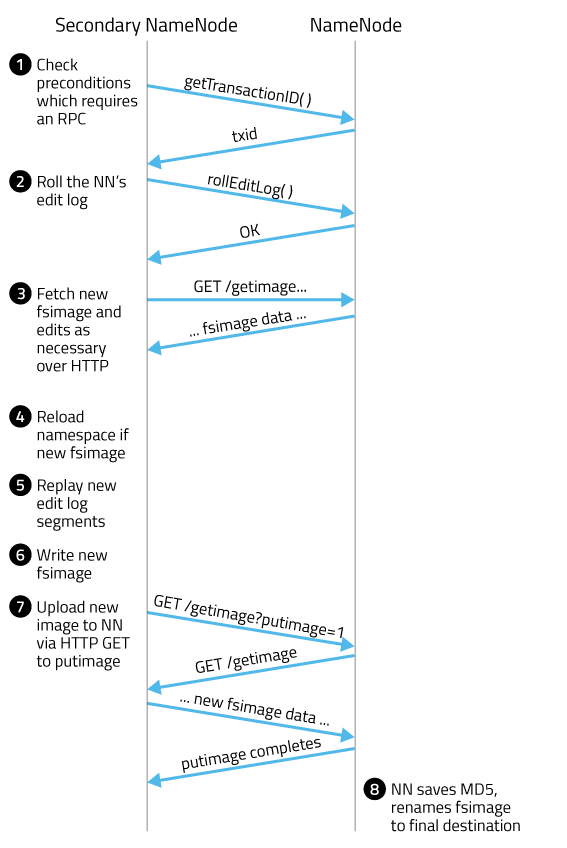 Secondary NameNode
NameNode
1 Check
preconditions
which requires
an RPC
getTransactionID( )
txid
2 Roll the NN's
edit log
rollEditLog( )
OK
3 Fetch new
fsimage and
edits as
necessary
over HTTP
GET /getimage...
... fsimage data ...
4 Reload
namespace if
new fsimage
5 Replay new
edit log
segments
6 Write new
fsimage
7 Upload new
image to NN
via HTTP GET
to putimage
GET /getimage?putimage=1
GET /getimage
... new fsimage data ...
putimage completes
8 NN saves MD5,
renames fsimage
to final destination